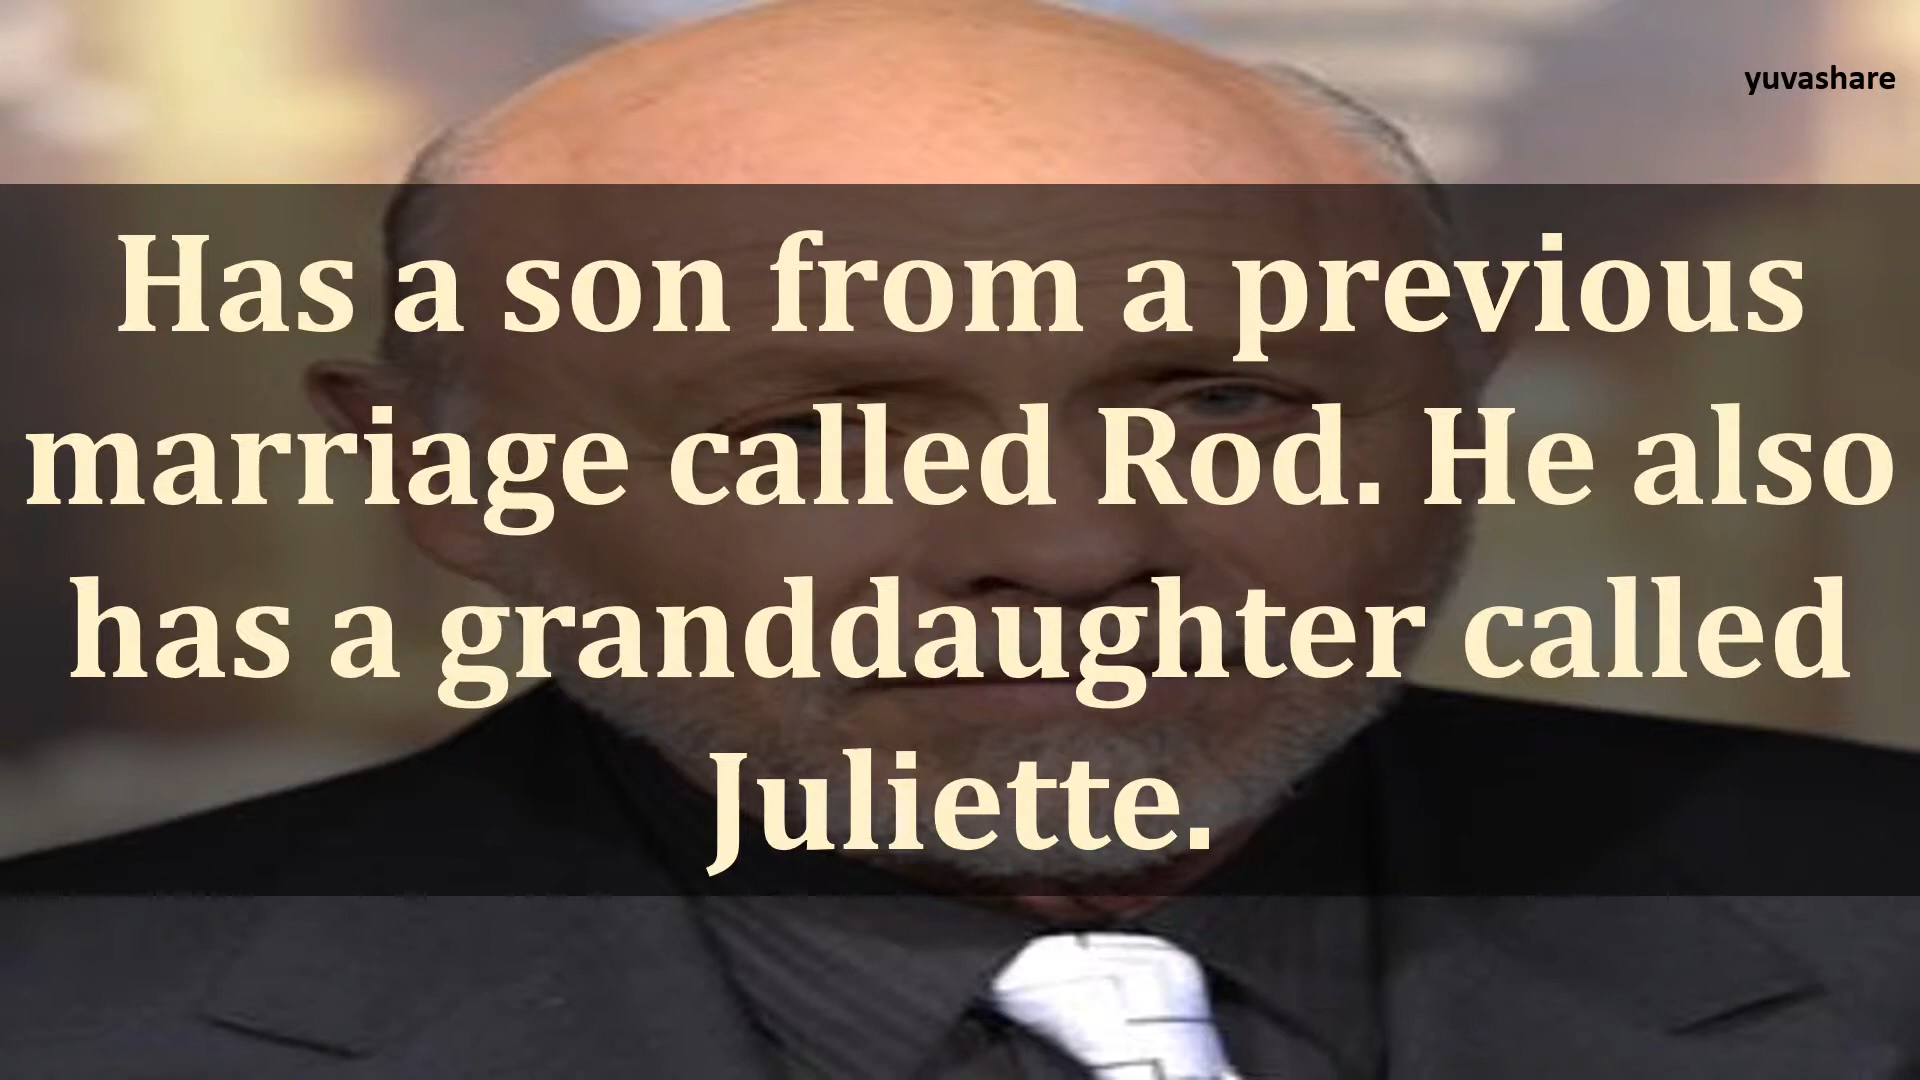 yuvashare
Has a son from a previous
marriage called Rod. He also
has a granddaughter called
Juliette.